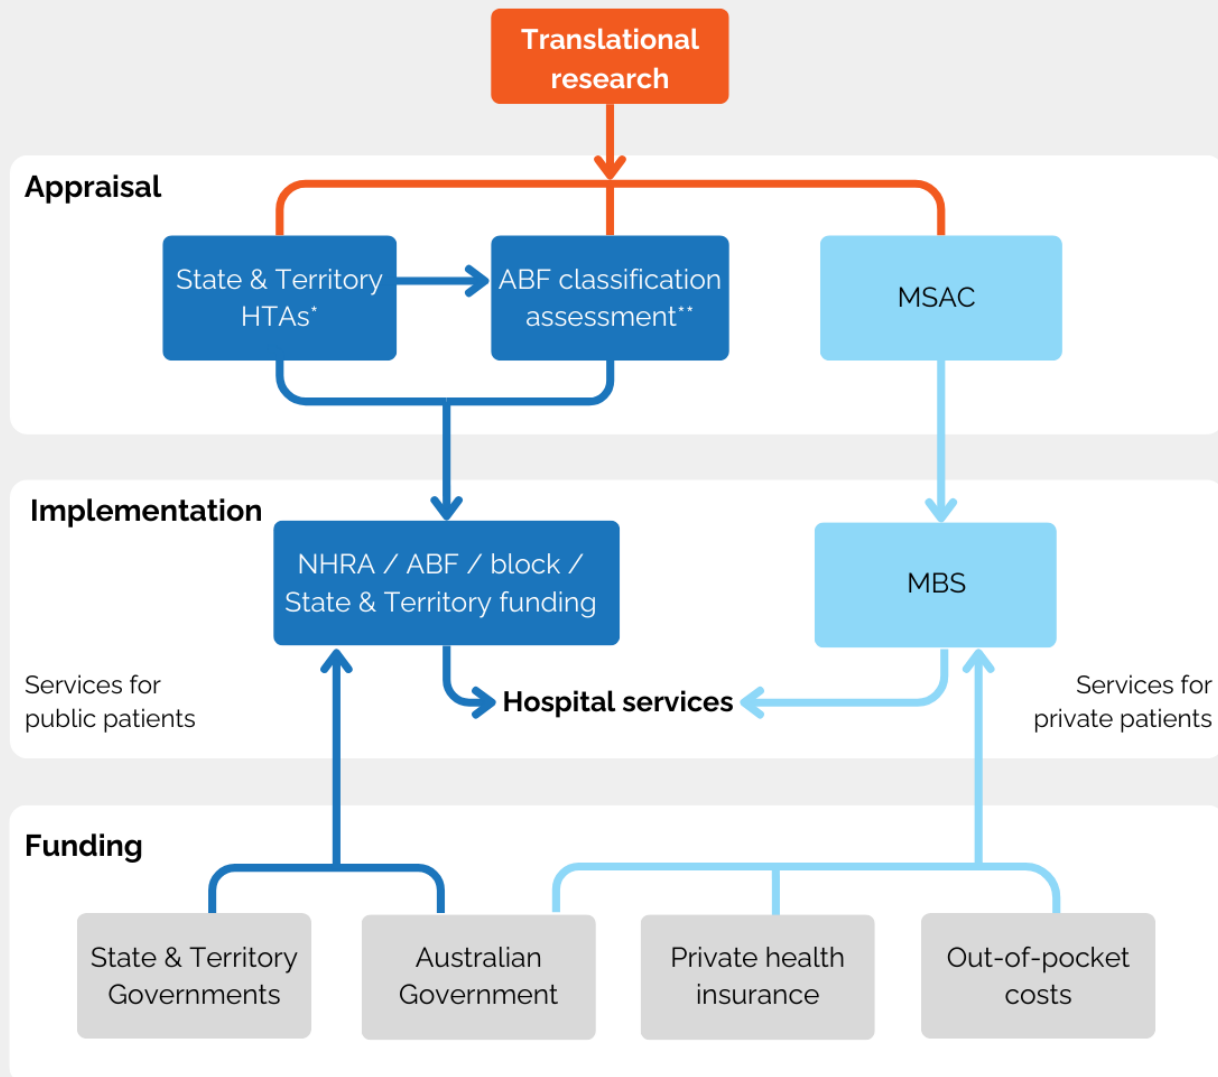 Translational
research
Appraisal
State & Territory
HTAs*
ABF classification
assessment**
MSAC
Implementation
NHRA / ABF / block /
State & Territory funding
MBS
Services for
public patients
Hospital services
Services for
private patients
Funding
State & Territory
Governments
Australian
Government
Private health
insurance
Out-of-pocket
costs